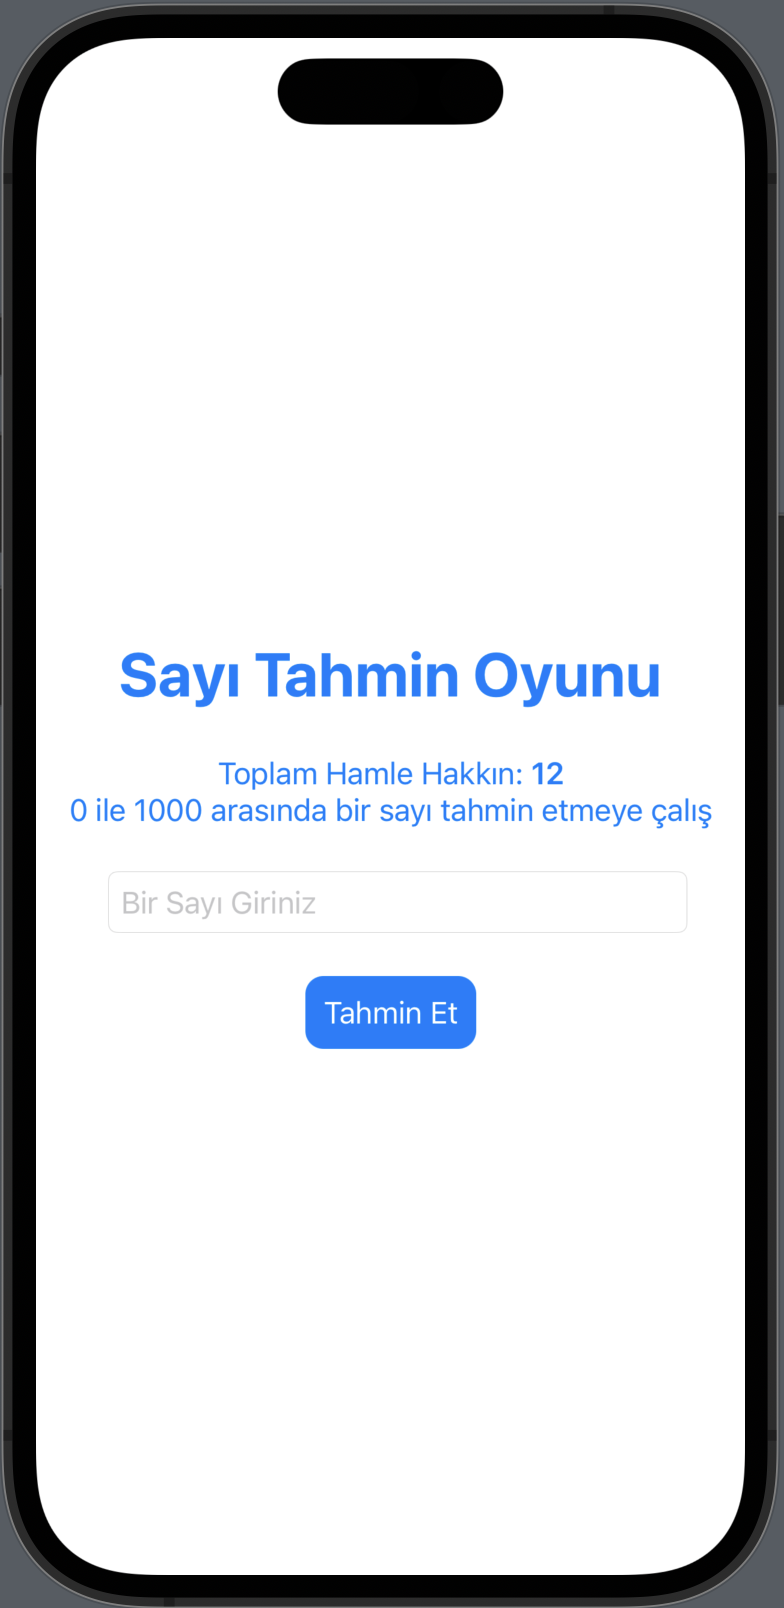 Sayı Tahmin Oyunu
Toplam Hamle Hakkın: 12
0 ile 1000 arasında bir sayı tahmin etmeye çalış
Bir Sayı Giriniz
Tahmin Et